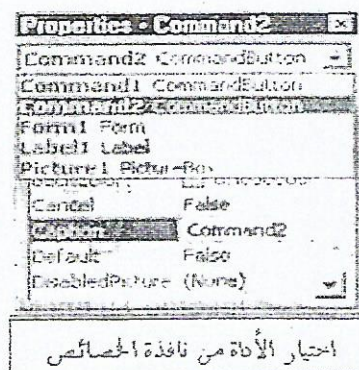 Properties - Command2
Command2 CommandButton
Command1 CommandButton
Command2 CommandButton
Form1 Form
Label1 Label
Picture1 PictureBox
Cancel False
Command2
Default False
DisabledPicture (None)
اختيار الأداة من نافذة الخصائص